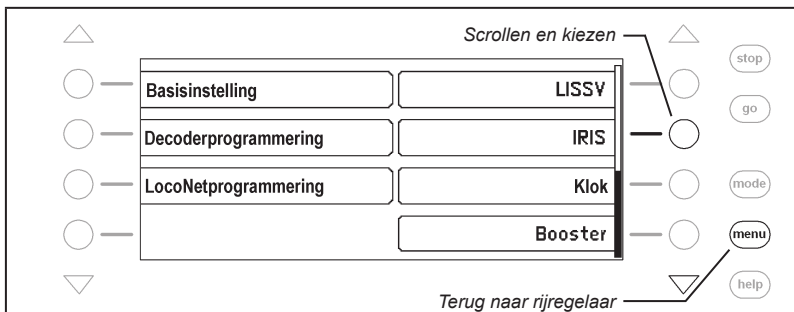 Scrollen en kiezen
stop
Basisinstelling
LISSY
go
Decoderprogrammering
IRIS
LocoNetprogrammering
Klok
mode
Booster
menu
help
Terug naar rijregelaar